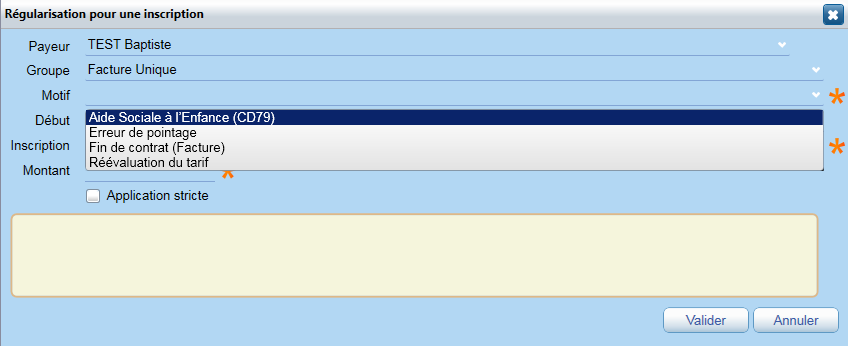 Régularisation pour une inscription
Payeur TEST Baptiste
Groupe Facture Unique
Motif *
Début Aide Sociale à l'Enfance (CD79)
Erreur de pointage
Inscription Fin de contrat (Facture) *
Réévaluation du tarif
Montant *
Application stricte
Valider Annuler